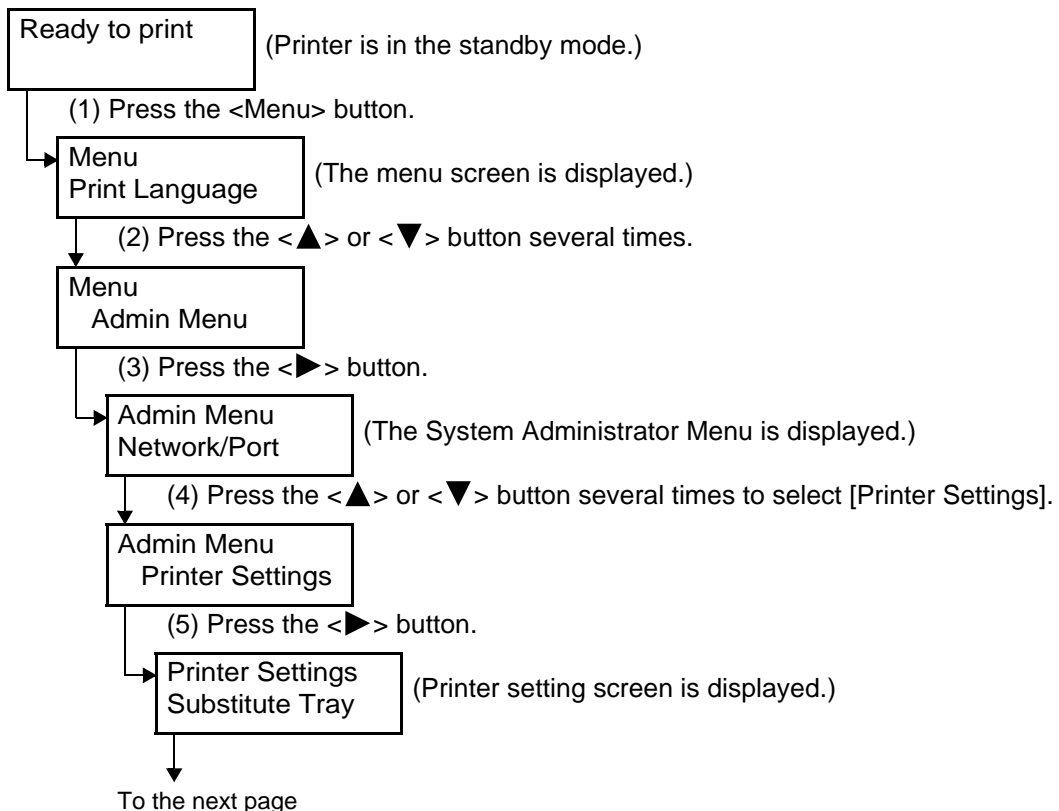 Ready to print
(Printer is in the standby mode.)
(1) Press the <Menu> button.
Menu
Print Language
(The menu screen is displayed.)
(2) Press the <▲> or <▼> button several times.
Menu
Admin Menu
(3) Press the <▶> button.
Admin Menu
Network/Port
(The System Administrator Menu is displayed.)
(4) Press the <▲> or <▼> button several times to select [Printer Settings].
Admin Menu
Printer Settings
(5) Press the <▶> button.
Printer Settings
Substitute Tray
(Printer setting screen is displayed.)
To the next page